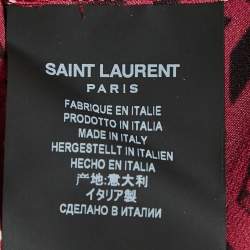 SAINT LAURENT
PARIS
FABRIQUE EN ITALIE
PRODOTTO IN ITALIA
MADE IN ITALY
HERGESTELLT IN ITALIEN
HECHO EN ITALIA
产地:意大利
イタリア製
СДЕЛАНО В ИТАЛИИ